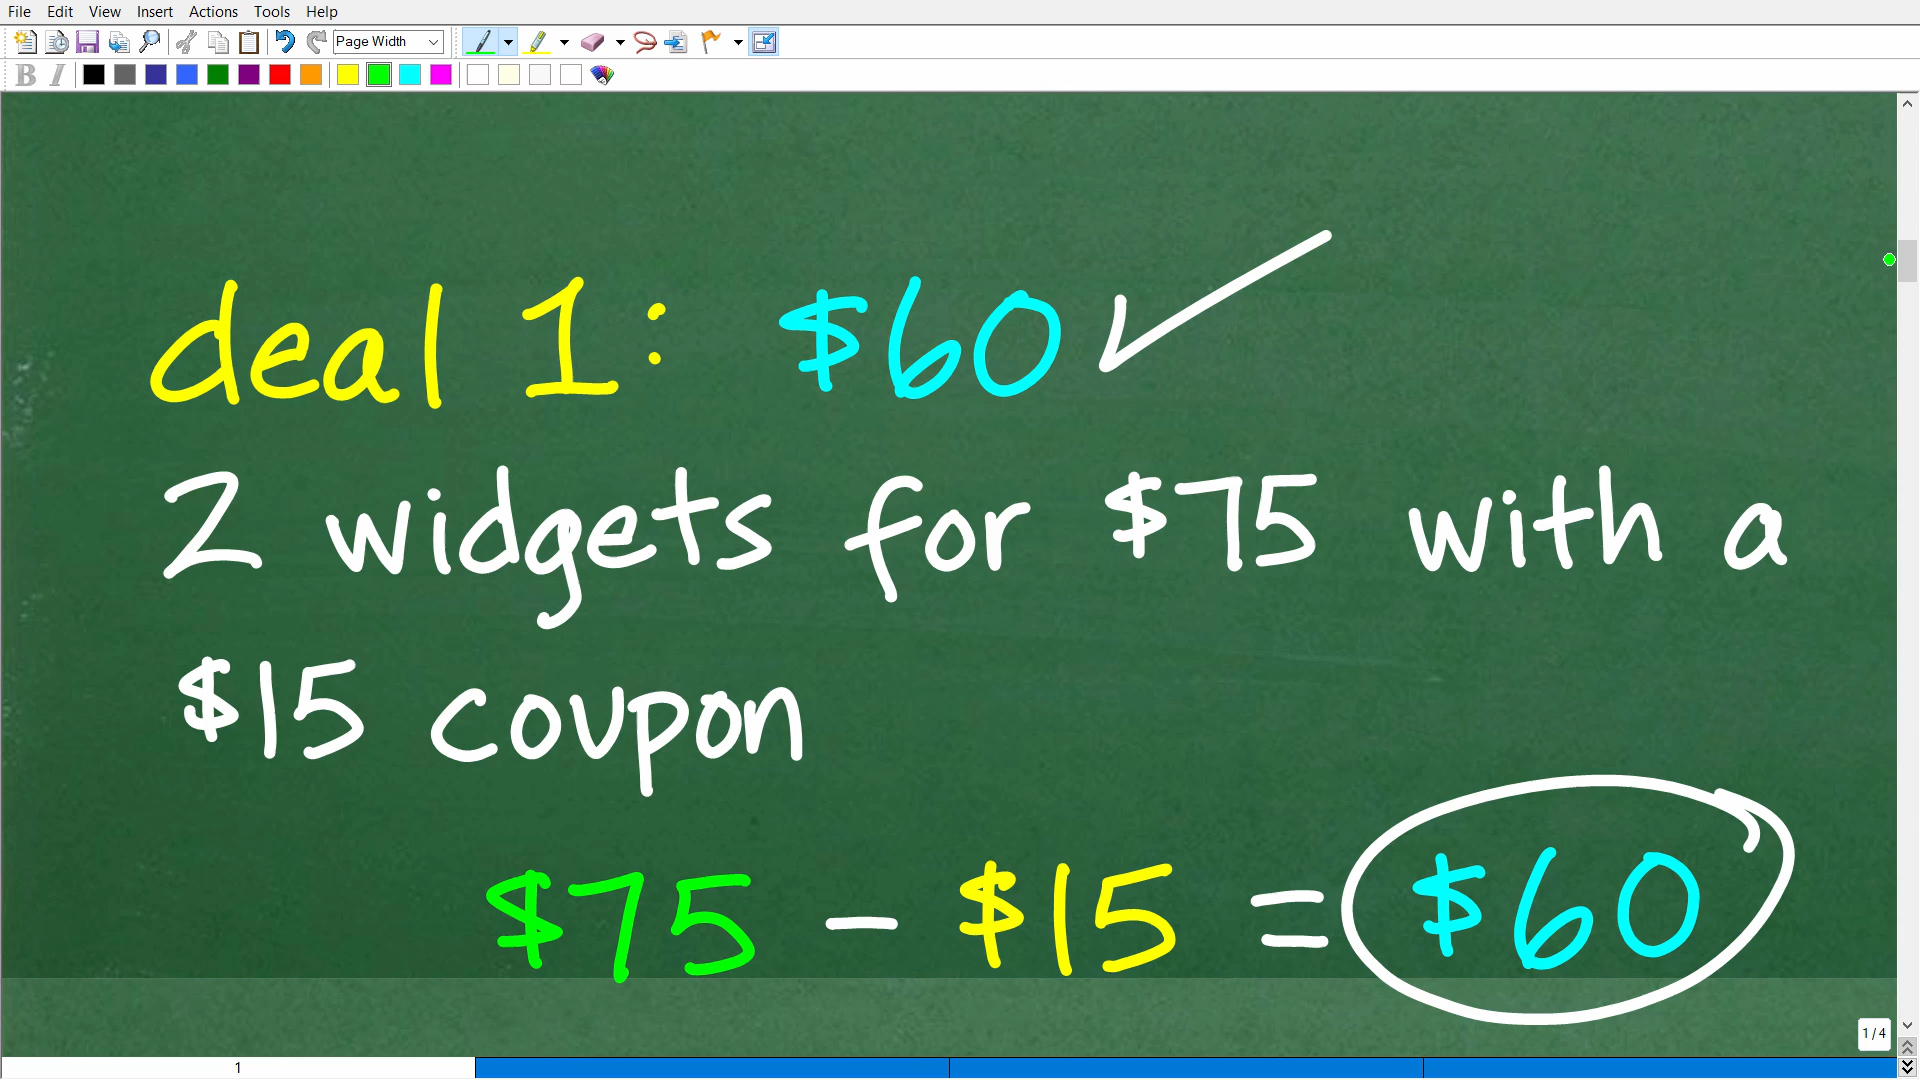 File Edit View Insert Actions Tools Help
Page Width
B I
deal 1: $60
2 widgets for $75 with a
$15 coupon
$75 - $15 = $60
1 / 4
1